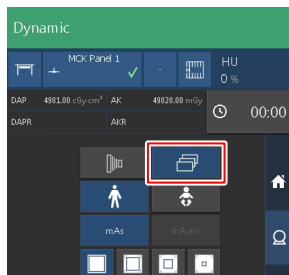 Dynamic
MCK Panel 1
HU
0 %
DAP 4981.00 cGy·cm² AK 49820.00 mGy
00:00
DAPR AKR
mAs mA,ms